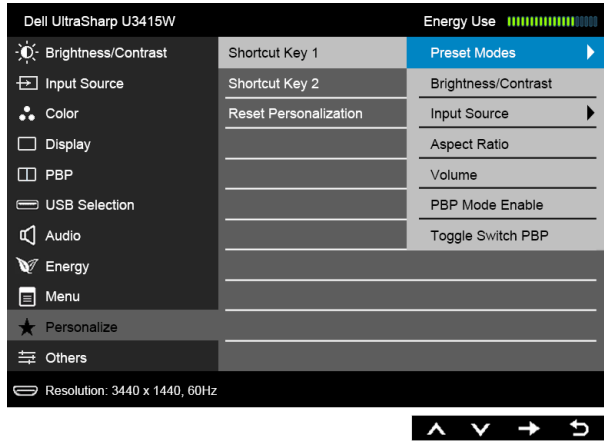 Dell UltraSharp U3415W
Energy Use
Brightness/Contrast
Input Source
Color
Display
PBP
USB Selection
Audio
Energy
Menu
Personalize
Others
Shortcut Key 1
Shortcut Key 2
Reset Personalization
Preset Modes
Brightness/Contrast
Input Source
Aspect Ratio
Volume
PBP Mode Enable
Toggle Switch PBP
Resolution: 3440 x 1440, 60Hz